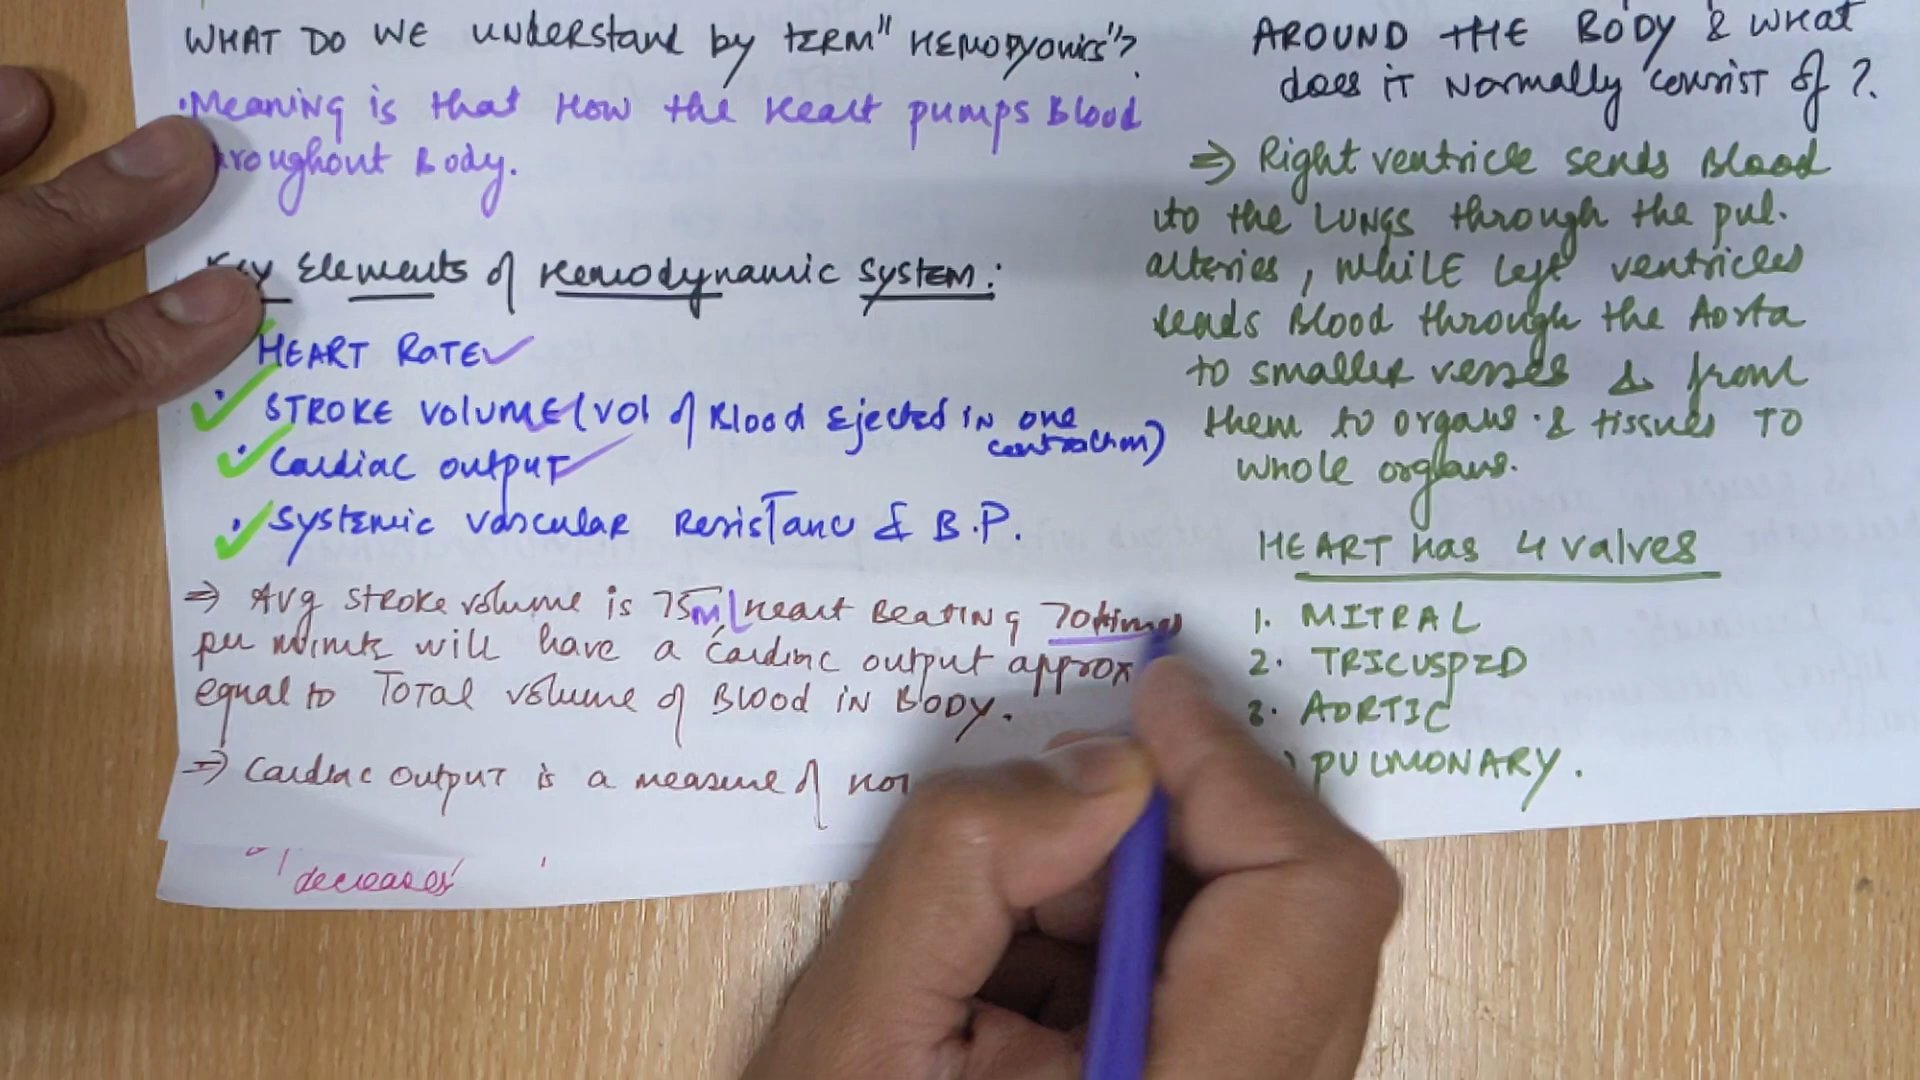 WHAT DO WE understand by TERM "HEMODyonics"?
• Meaning is that How the Heart pumps Blood
roughout Body.
Key Elements of Hemodynamic System:
HEART RATE
• STROKE VOLUME (Vol of Blood Ejected in one contraction)
• Cardiac output
• Systemic vascular Resistance & B.P.
⇒ Avg stroke volume is 75ml heart Beating 70times
per minute will have a Cardiac output approx
equal to Total volume of Blood in Body.
⇒ Cardiac output is a measure of
decreases
AROUND tHE BODY & what
does it Normally consist of?
⇒ Right ventricle sends Blood
to the LUNGS through the pul.
arteries, while left ventricles
sends Blood through the Aorta
to smaller vessels & from
them to organs & tissues TO
whole organs.
HEART has 4 valves
1. MITRAL
2. TRICUSPID
3. AORTIC
) PULMONARY.